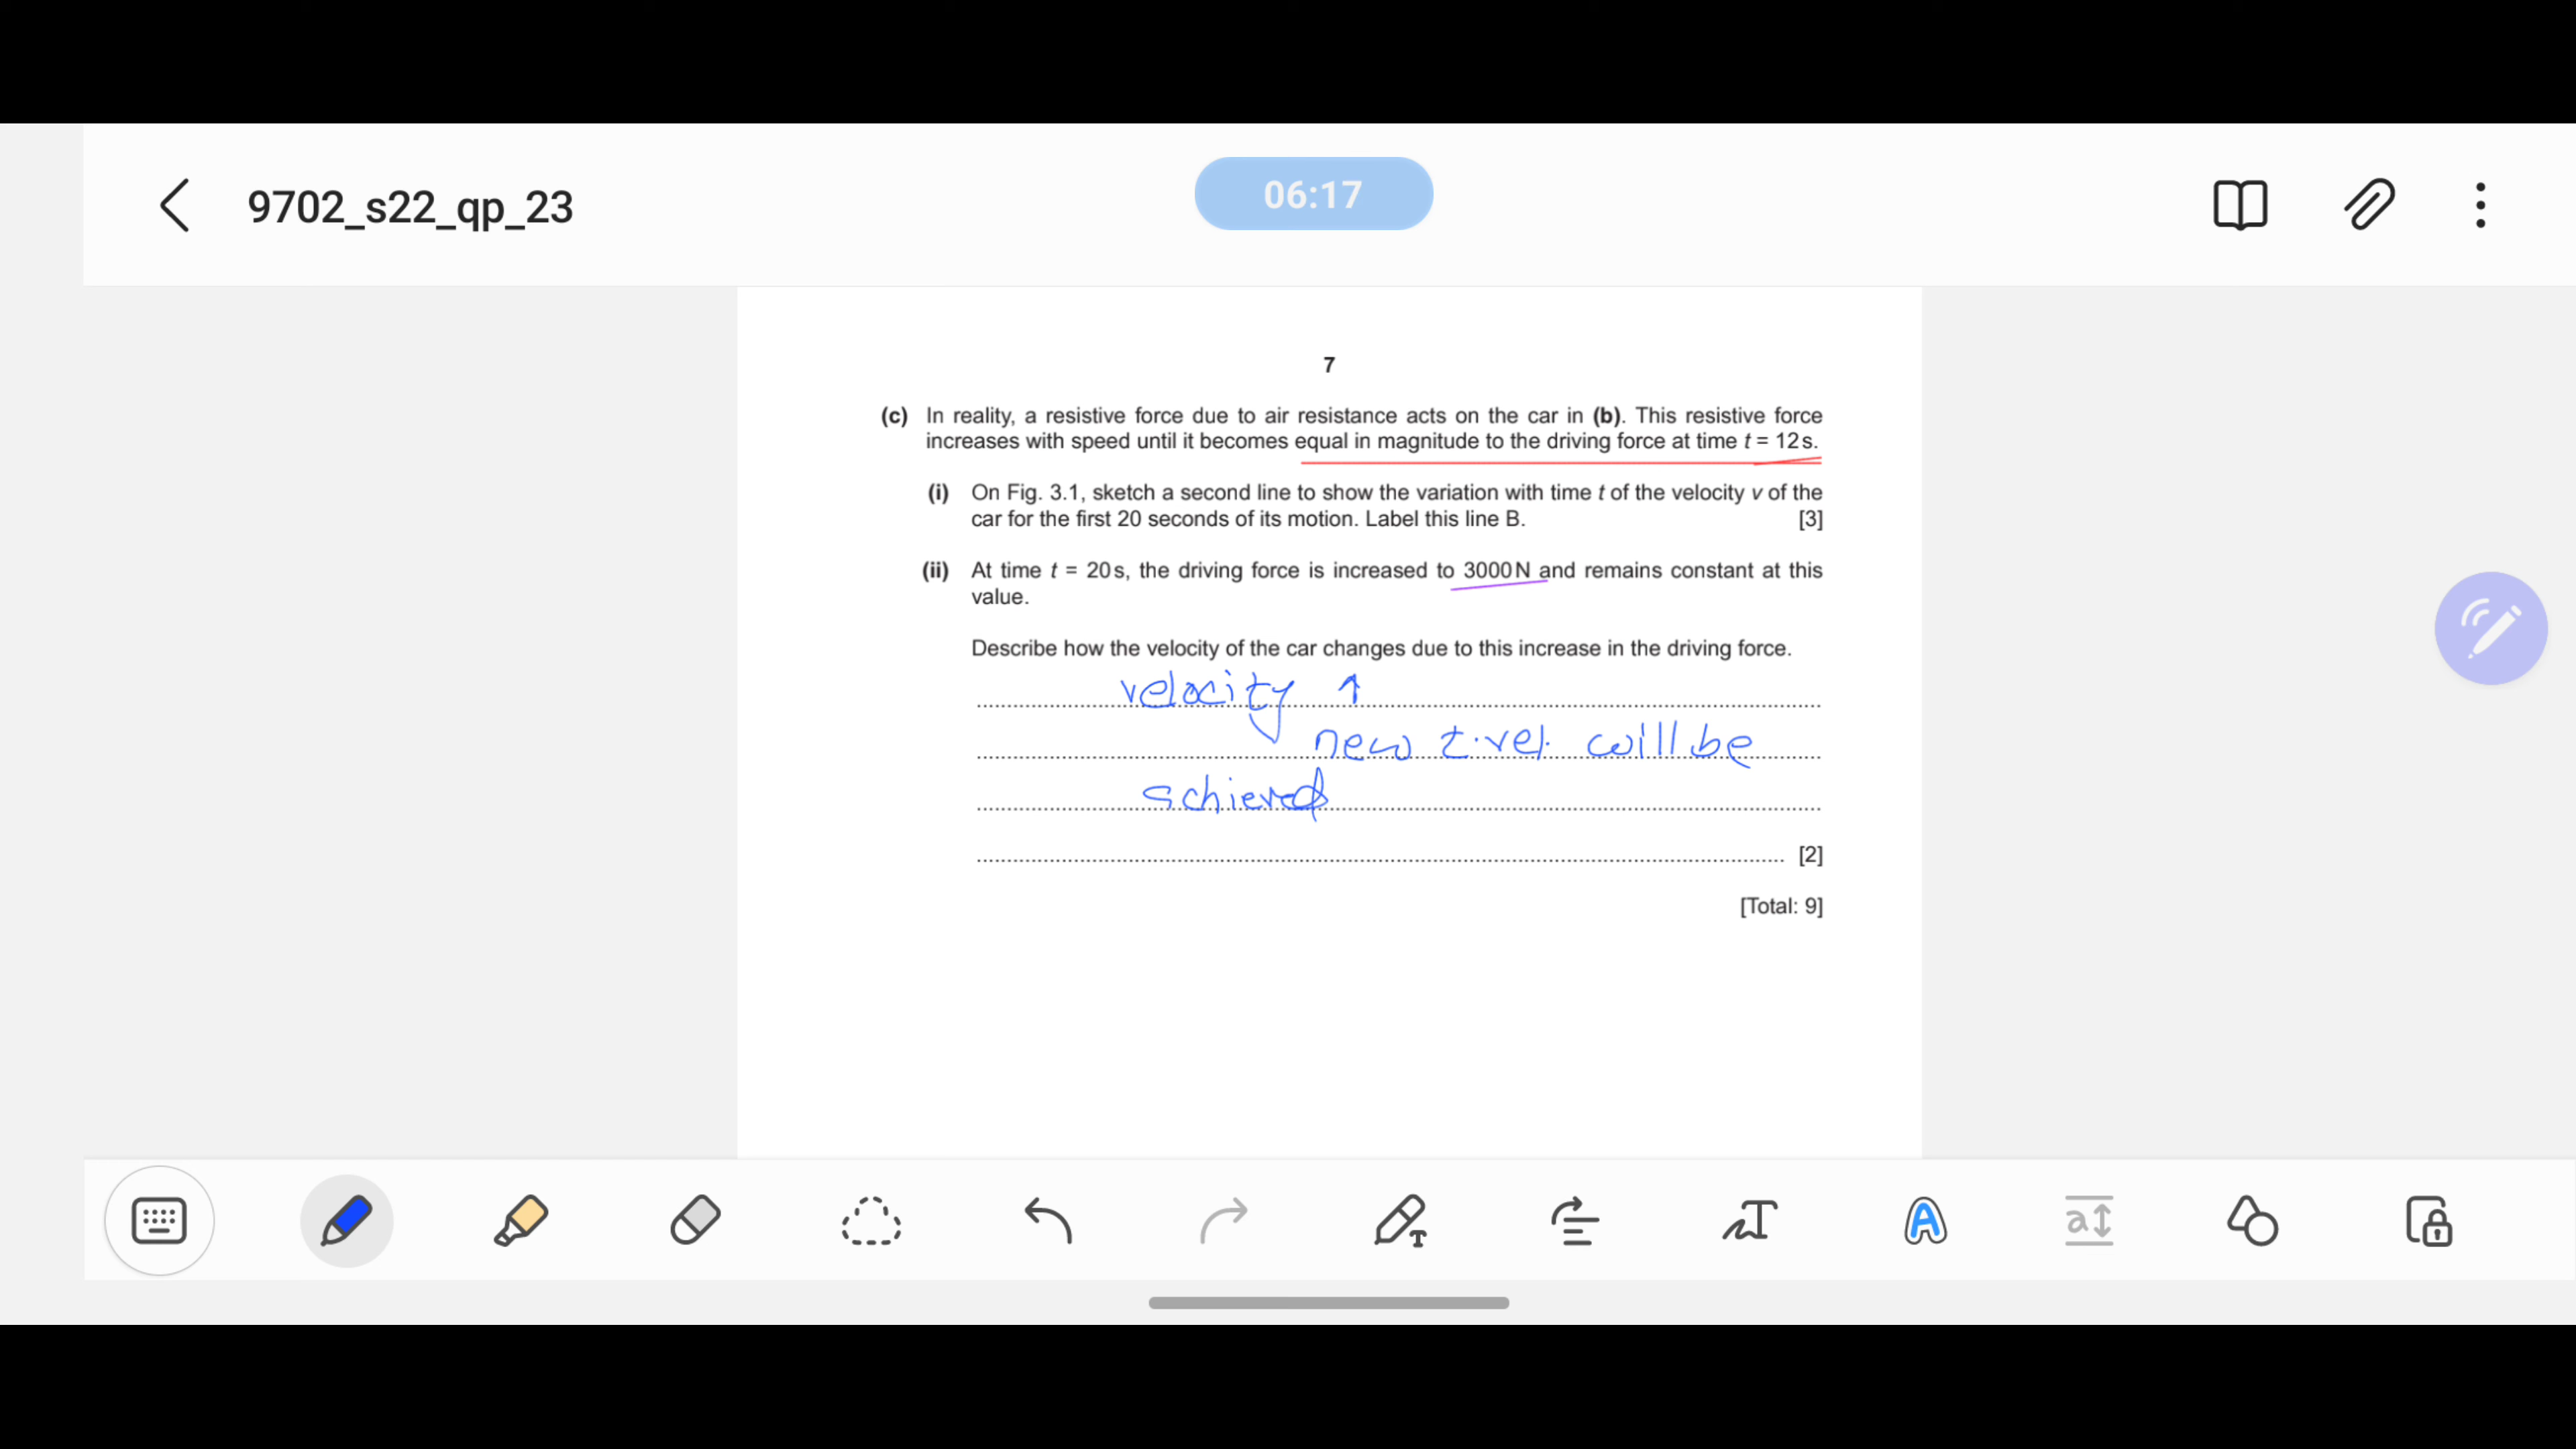 9702_s22_qp_23
06:17
7
(c) In reality, a resistive force due to air resistance acts on the car in (b). This resistive force
increases with speed until it becomes equal in magnitude to the driving force at time t = 12 s.
(i) On Fig. 3.1, sketch a second line to show the variation with time t of the velocity v of the
car for the first 20 seconds of its motion. Label this line B. [3]
(ii) At time t = 20 s, the driving force is increased to 3000 N and remains constant at this
value.
Describe how the velocity of the car changes due to this increase in the driving force.
velocity ↑
new t.vel. will be
achieved
[2]
[Total: 9]